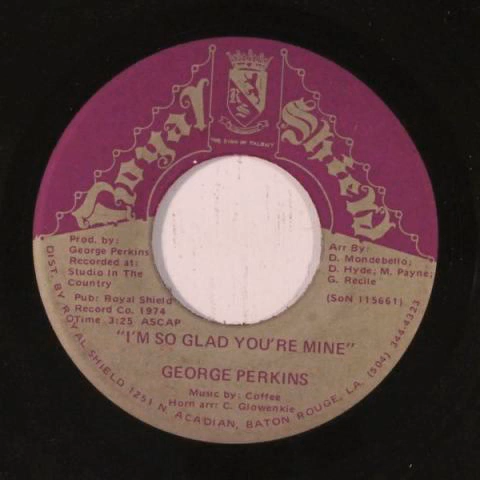 Royal Shield
RS
THE SIGN OF TALENT
Prod. by:
George Perkins
Recorded at:
Studio In The
Country
Pub: Royal Shield
Record Co. 1974
Time: 3:25 ASCAP
Arr By:
D. Mondebello;
D. Hyde; M. Payne;
G. Recile
(SoN 115661)
"I'M SO GLAD YOU'RE MINE"
GEORGE PERKINS
Music by: Coffee
Horn arr: C. Glowenkie
DIST. BY ROYAL SHIELD 1251 N. ACADIAN, BATON ROUGE, LA. (504) 344-4323